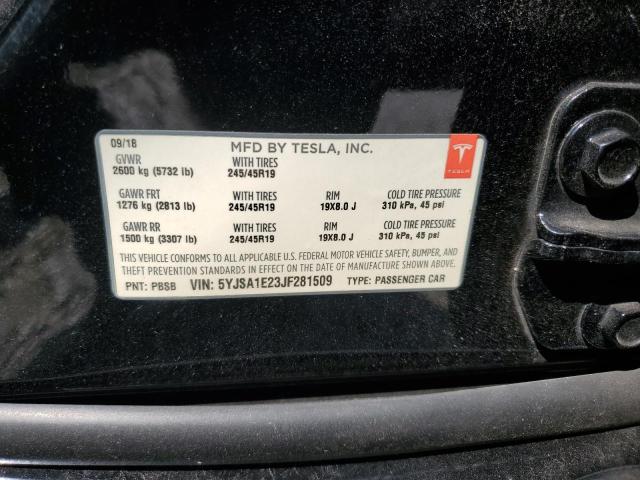 09/18 MFD BY TESLA, INC.
GVWR WITH TIRES
2600 kg (5732 lb) 245/45R19
GAWR FRT WITH TIRES RIM COLD TIRE PRESSURE
1276 kg (2813 lb) 245/45R19 19X8.0 J 310 kPa, 45 psi
GAWR RR WITH TIRES RIM COLD TIRE PRESSURE
1500 kg (3307 lb) 245/45R19 19X8.0 J 310 kPa, 45 psi
THIS VEHICLE CONFORMS TO ALL APPLICABLE U.S. FEDERAL MOTOR VEHICLE SAFETY, BUMPER, AND
THEFT PREVENTION STANDARDS IN EFFECT ON THE DATE OF MANUFACTURE SHOWN ABOVE.
PNT: PBSB VIN: 5YJSA1E23JF281509 TYPE: PASSENGER CAR
TESLA